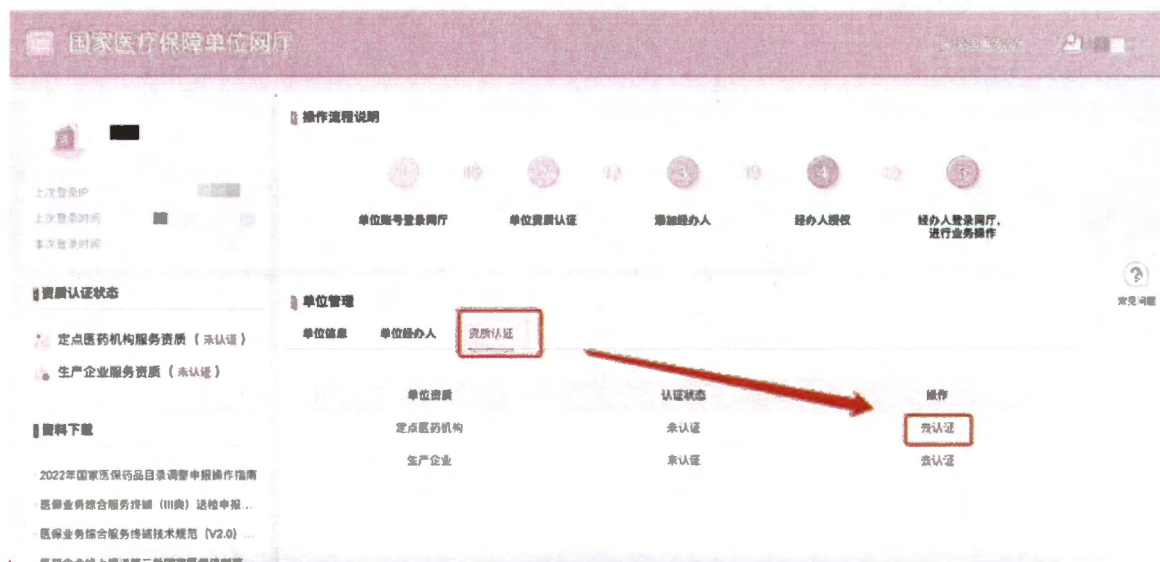 国家医疗保障单位网厅
操作流程说明
1
2
3
4
5
单位账号登录网厅
单位资质认证
添加经办人
经办人授权
经办人登录网厅，
进行业务操作
上次登录IP
上次登录时间
本次登录时间
资质认证状态
定点医药机构服务资质（未认证）
生产企业服务资质（未认证）
资料下载
2022年国家医保药品目录调整申报操作指南
医保业务综合服务终端（III类）送检申报...
医保业务综合服务终端技术规范（V2.0）...
单位管理
单位信息 单位经办人 资质认证
单位资质 认证状态 操作
定点医药机构 未认证 去认证
生产企业 未认证 去认证
?
常见问题